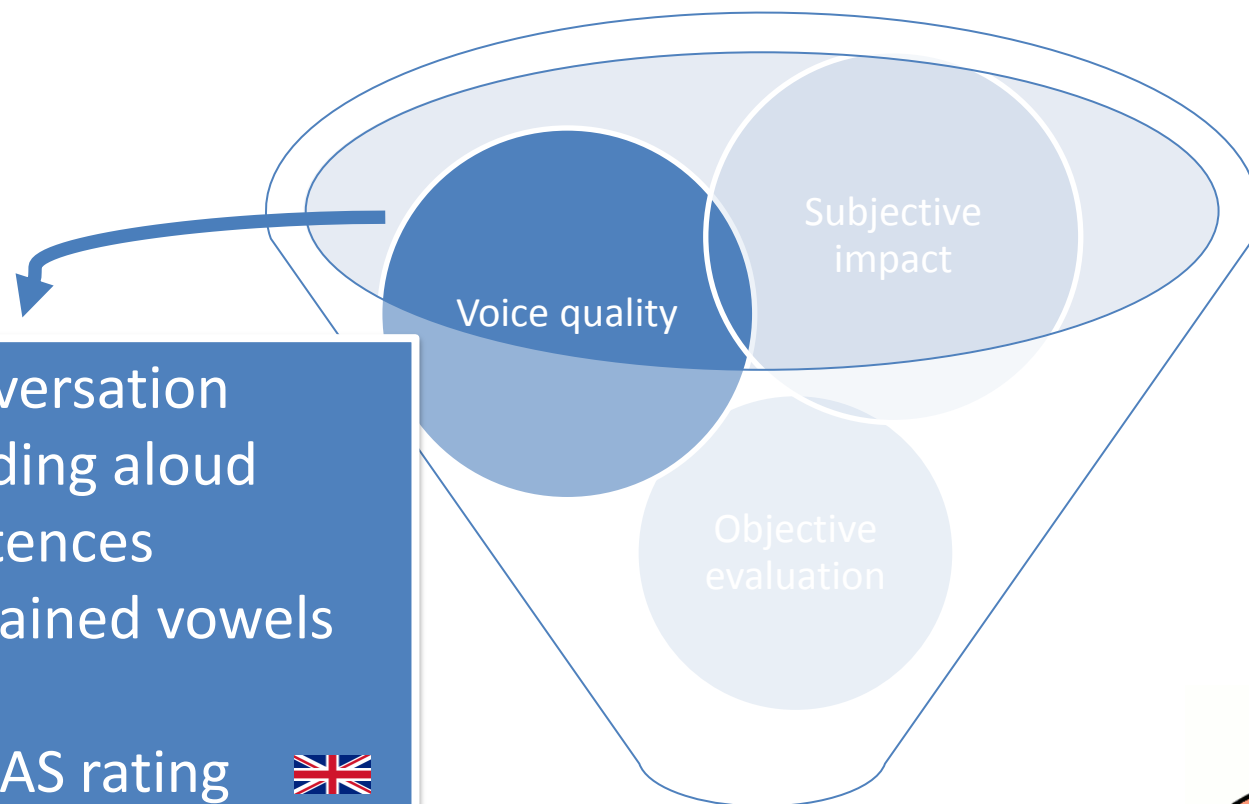 Subjective
impact
Voice quality
versation
ding aloud
tences
ained vowels
AS rating
Objective
evaluation